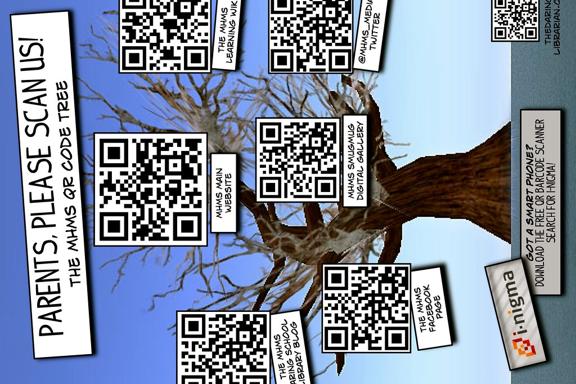 PARENTS, PLEASE SCAN US!
THE MHMS QR CODE TREE
THE MHMS
LEARNING
@MHMS_MEDIA
TWITTER
MHMS MAIN
WEBSITE
MHMS SMUGMUG
DIGITAL GALLERY
THE MHMS
SCHOOL
LIBRARY BLOG
THE MHMS
FACEBOOK
PAGE
i-nigma
GOT A SMART PHONE?
DOWNLOAD THE FREE QR BARCODE SCANNER
SEARCH FOR I-NIGMA!
THEDARING
LIBRARIAN.C